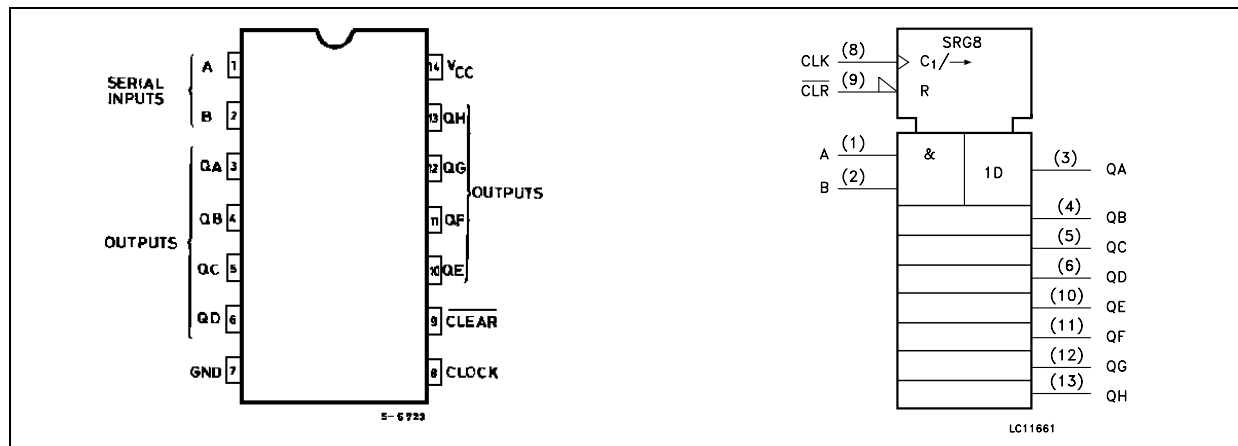 SERIAL
INPUTS
A 1
B 2
QA 3
QB 4
OUTPUTS
QC 5
QD 6
GND 7
14 VCC
13 QH
12 QG
OUTPUTS
11 QF
10 QE
9 CLEAR
8 CLOCK
S-6723
SRG8
CLK (8) C1/→
CLR (9) R
A (1) &
1D (3) QA
B (2)
(4) QB
(5) QC
(6) QD
(10) QE
(11) QF
(12) QG
(13) QH
LC11661